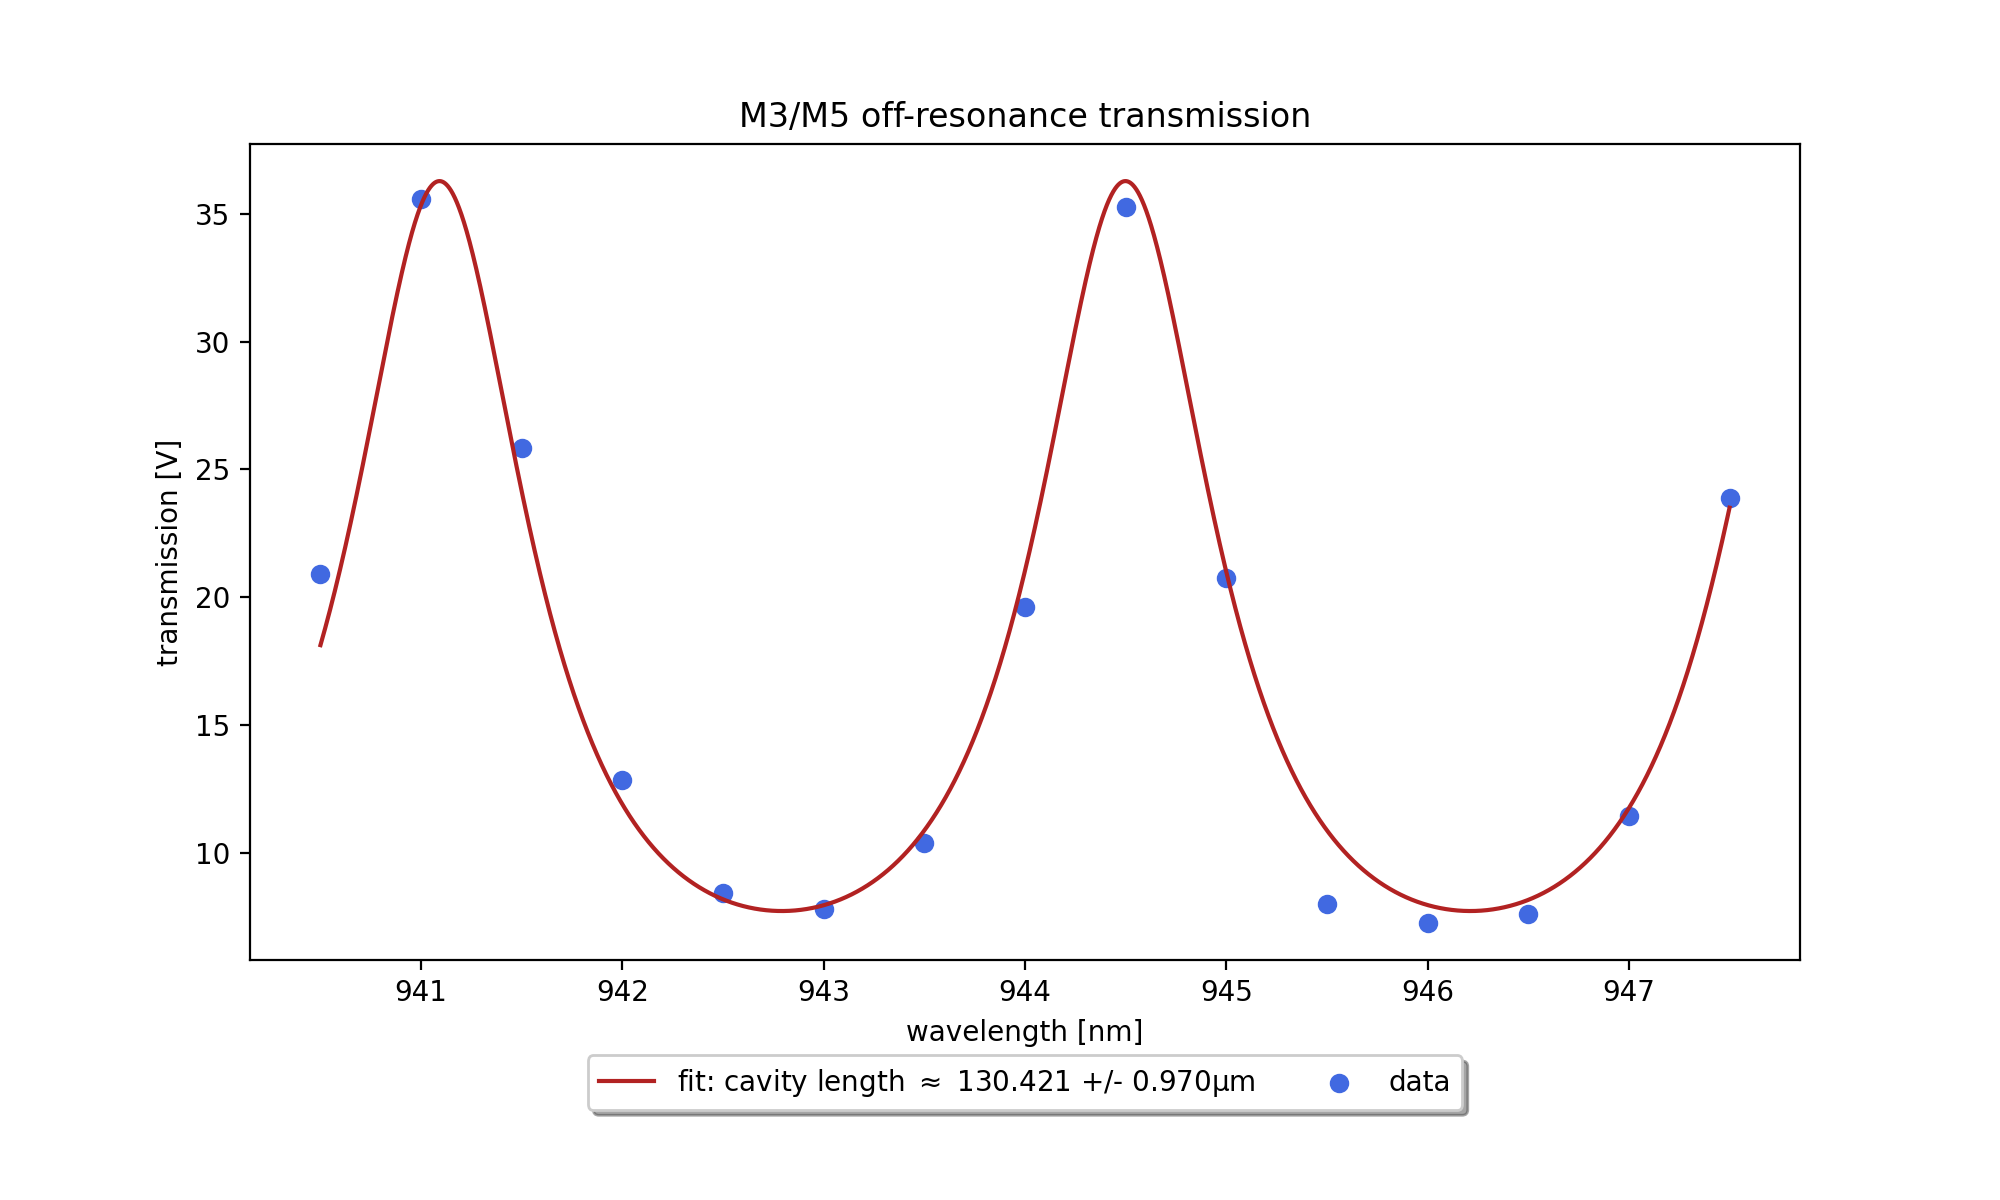 M3/M5 off-resonance transmission
transmission [V]
35
30
25
20
15
10
941 942 943 944 945 946 947
wavelength [nm]
fit: cavity length ≈ 130.421 +/- 0.970μm data